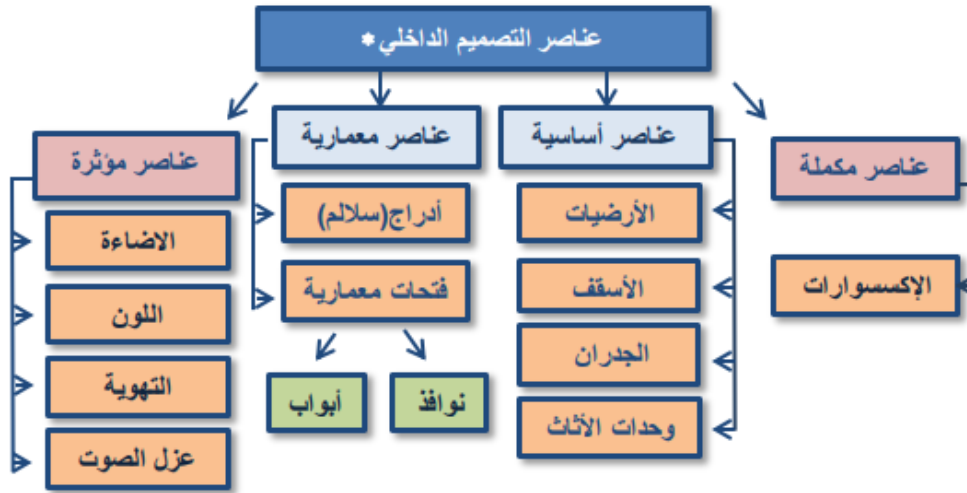 عناصر التصميم الداخلي*
عناصر مكملة
الإكسسوارات
عناصر أساسية
الأرضيات
الأسقف
الجدران
وحدات الأثاث
عناصر معمارية
أدراج(سلالم)
فتحات معمارية
نوافذ
أبواب
عناصر مؤثرة
الاضاءة
اللون
التهوية
عزل الصوت